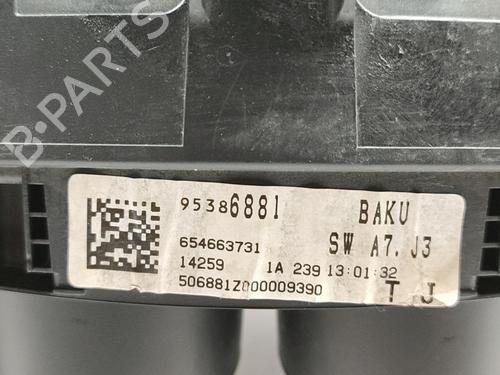 B-PARTS
95386881 BAKU
654663731 SW A7. J3
14259 1A 239 13:01:32
506881Z000009390 T J